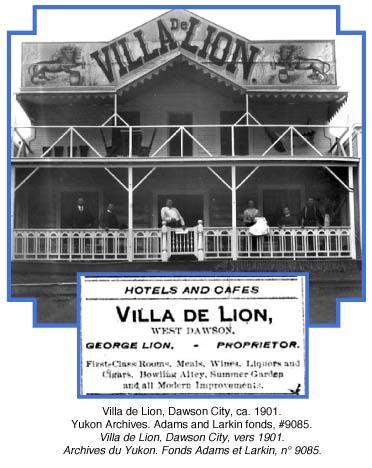 VILLA De LION
HOTELS AND CAFES
VILLA DE LION,
WEST DAWSON.
GEORGE LION, - PROPRIETOR.
First-Class Rooms, Meals, Wines, Liquors and
Cigars. Bowling Alley, Summer Garden
and all Modern Improvements.
Villa de Lion, Dawson City, ca. 1901.
Yukon Archives. Adams and Larkin fonds, #9085.
Villa de Lion, Dawson City, vers 1901.
Archives du Yukon. Fonds Adams et Larkin, n° 9085.